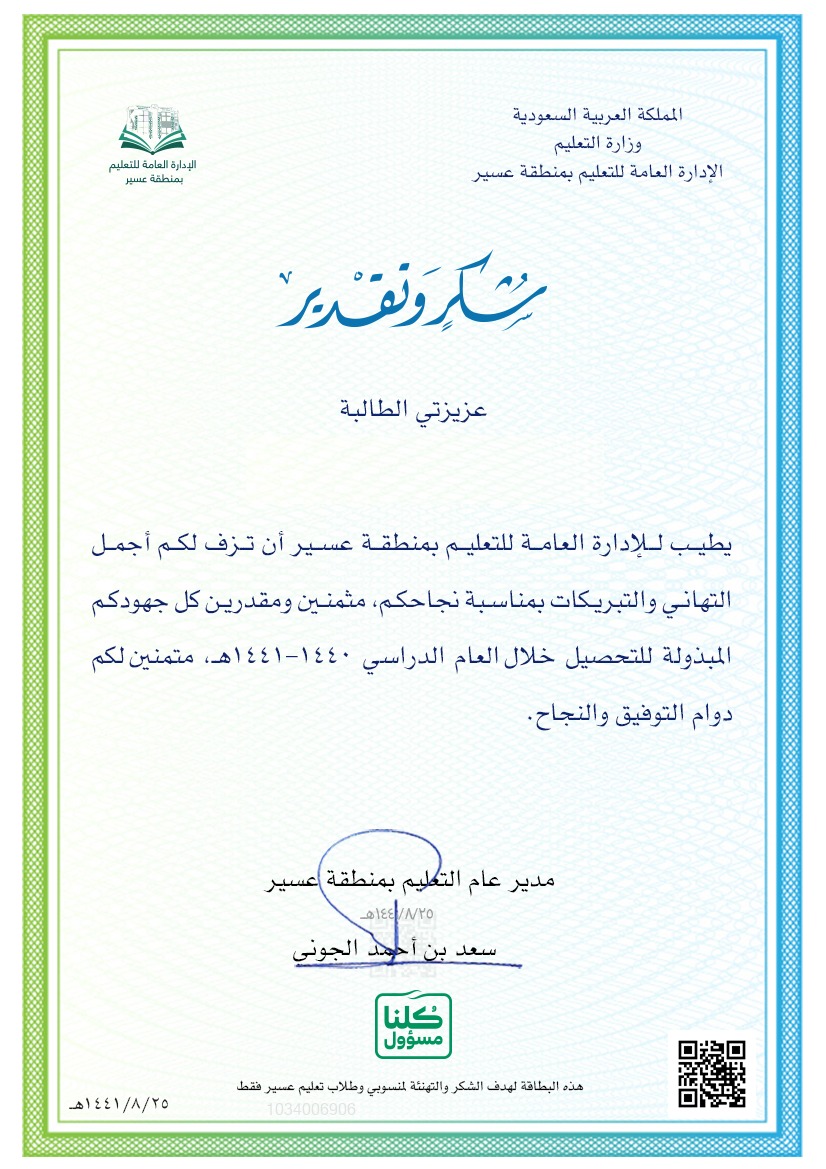 المملكة العربية السعودية
وزارة التعليم
الإدارة العامة للتعليم بمنطقة عسير
الإدارة العامة للتعليم
بمنطقة عسير
شُكرٌ وَتقدير
عزيزتي الطالبة
يطيب للإدارة العامة للتعليم بمنطقة عسير أن تزف لكم أجمل
التهاني والتبريكات بمناسبة نجاحكم، مثمنين ومقدرين كل جهودكم
المبذولة للتحصيل خلال العام الدراسي ١٤٤٠-١٤٤١هـ، متمنين لكم
دوام التوفيق والنجاح.
مدير عام التعليم بمنطقة عسير
١٤٤١/٨/٢٥هـ
سعد بن أحمد الجوني
كُلنا
مسؤول
هذه البطاقة لهدف الشكر والتهنئة لمنسوبي وطلاب تعليم عسير فقط
1034006906
١٤٤١/٨/٢٥هـ